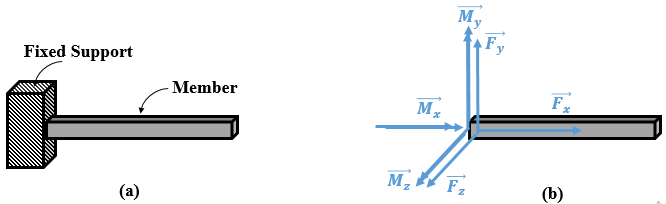 Fixed Support
Member
(a)
M_y
F_y
M_x
F_x
M_z
F_z
(b)